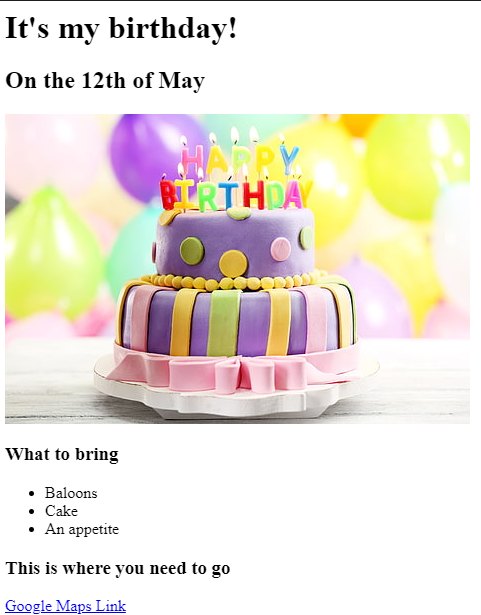 It's my birthday!
On the 12th of May
HAPPY
BIRTHDAY
What to bring
Baloons
Cake
An appetite
This is where you need to go
Google Maps Link